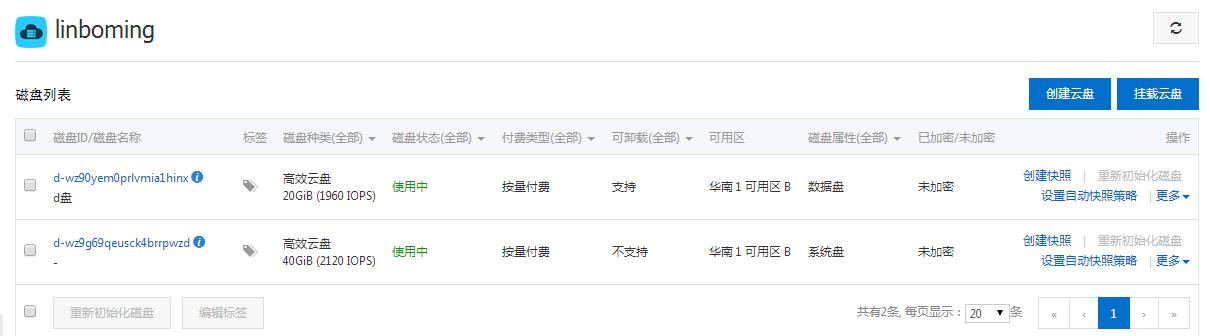 linboming
磁盘列表
创建云盘 挂载云盘
磁盘ID/磁盘名称 标签 磁盘种类(全部) 磁盘状态(全部) 付费类型(全部) 可卸载(全部) 可用区 磁盘属性(全部) 已加密/未加密 操作
d-wz90yem0prlvmia1hinx
d盘
高效云盘
20GiB (1960 IOPS)
使用中 按量付费 支持 华南 1 可用区 B 数据盘 未加密
创建快照 | 重新初始化磁盘
设置自动快照策略 | 更多
d-wz9g69qeusck4brrpwzd
-
高效云盘
40GiB (2120 IOPS)
使用中 按量付费 不支持 华南 1 可用区 B 系统盘 未加密
创建快照 | 重新初始化磁盘
设置自动快照策略 | 更多
重新初始化磁盘 编辑标签 共有2条, 每页显示：20 条 « ‹ 1 › »